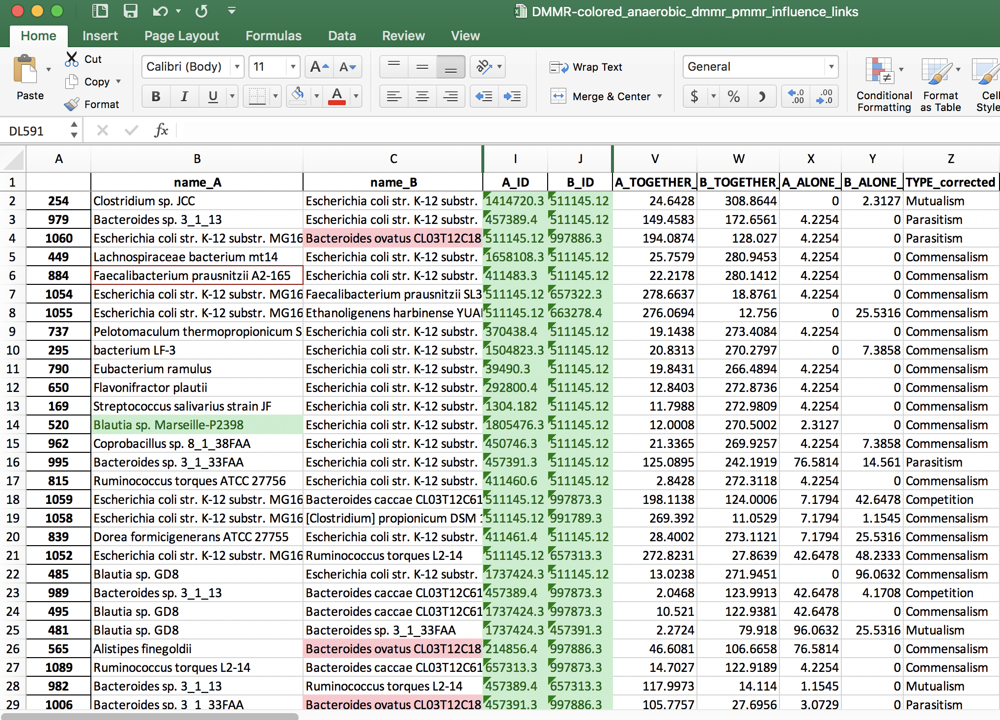 DMMR-colored_anaerobic_dmmr_pmmr_influence_links
Home Insert Page Layout Formulas Data Review View
Paste Cut Copy Format
Calibri (Body) 11 A A
B I U A
ab Wrap Text
Merge & Center
General
$ % .0 .00 .00 .0
Conditional Formatting
Format as Table
Cell
DL591 fx
A B C I J V W X Y Z
1 name_A name_B A_ID B_ID A_TOGETHER_ B_TOGETHER_ A_ALONE_ B_ALONE_ TYPE_corrected
2 254 Clostridium sp. JCC Escherichia coli str. K-12 substr. 1414720.3 511145.12 24.6428 308.8644 0 2.3127 Mutualism
3 979 Bacteroides sp. 3_1_13 Escherichia coli str. K-12 substr. 457389.4 511145.12 149.4583 172.6561 4.2254 0 Parasitism
4 1060 Escherichia coli str. K-12 substr. MG16 Bacteroides ovatus CL03T12C18 511145.12 997886.3 194.0874 128.027 4.2254 0 Parasitism
5 449 Lachnospiraceae bacterium mt14 Escherichia coli str. K-12 substr. 1658108.3 511145.12 25.7579 280.9453 4.2254 0 Commensalism
6 884 Faecalibacterium prausnitzii A2-165 Escherichia coli str. K-12 substr. 411483.3 511145.12 22.2178 280.1412 4.2254 0 Commensalism
7 1054 Escherichia coli str. K-12 substr. MG16 Faecalibacterium prausnitzii SL3 511145.12 657322.3 278.6637 18.8761 4.2254 0 Commensalism
8 1055 Escherichia coli str. K-12 substr. MG16 Ethanoligenens harbinense YUA 511145.12 663278.4 276.0694 12.756 0 25.5316 Commensalism
9 737 Pelotomaculum thermopropionicum S Escherichia coli str. K-12 substr. 370438.4 511145.12 19.1438 273.4084 4.2254 0 Commensalism
10 295 bacterium LF-3 Escherichia coli str. K-12 substr. 1504823.3 511145.12 20.8313 270.2797 0 7.3858 Commensalism
11 790 Eubacterium ramulus Escherichia coli str. K-12 substr. 39490.3 511145.12 19.8431 266.4894 4.2254 0 Commensalism
12 650 Flavonifractor plautii Escherichia coli str. K-12 substr. 292800.4 511145.12 12.8403 272.8736 4.2254 0 Commensalism
13 169 Streptococcus salivarius strain JF Escherichia coli str. K-12 substr. 1304.182 511145.12 11.7988 272.9809 4.2254 0 Commensalism
14 520 Blautia sp. Marseille-P2398 Escherichia coli str. K-12 substr. 1805476.3 511145.12 12.0008 270.5002 2.3127 0 Commensalism
15 962 Coprobacillus sp. 8_1_38FAA Escherichia coli str. K-12 substr. 450746.3 511145.12 21.3365 269.9257 4.2254 7.3858 Commensalism
16 995 Bacteroides sp. 3_1_33FAA Escherichia coli str. K-12 substr. 457391.3 511145.12 125.0895 242.1919 76.5814 14.561 Parasitism
17 815 Ruminococcus torques ATCC 27756 Escherichia coli str. K-12 substr. 411460.6 511145.12 2.8428 272.3118 4.2254 0 Commensalism
18 1059 Escherichia coli str. K-12 substr. MG16 Bacteroides caccae CL03T12C61 511145.12 997873.3 198.1138 124.0006 7.1794 42.6478 Competition
19 1058 Escherichia coli str. K-12 substr. MG16 [Clostridium] propionicum DSM 511145.12 991789.3 269.392 11.0529 7.1794 1.1545 Commensalism
20 839 Dorea formicigenerans ATCC 27755 Escherichia coli str. K-12 substr. 411461.4 511145.12 28.4002 273.1121 7.1794 25.5316 Commensalism
21 1052 Escherichia coli str. K-12 substr. MG16 Ruminococcus torques L2-14 511145.12 657313.3 272.8231 27.8639 42.6478 48.2333 Commensalism
22 485 Blautia sp. GD8 Escherichia coli str. K-12 substr. 1737424.3 511145.12 13.0238 271.9451 0 96.0632 Commensalism
23 989 Bacteroides sp. 3_1_13 Bacteroides caccae CL03T12C61 457389.4 997873.3 2.0468 123.9913 42.6478 4.1708 Competition
24 495 Blautia sp. GD8 Bacteroides caccae CL03T12C61 1737424.3 997873.3 10.521 122.9381 42.6478 0 Commensalism
25 481 Blautia sp. GD8 Bacteroides sp. 3_1_33FAA 1737424.3 457391.3 2.2724 79.918 96.0632 25.5316 Mutualism
26 565 Alistipes finegoldii Bacteroides ovatus CL03T12C18 214856.4 997886.3 46.6081 106.6658 76.5814 0 Commensalism
27 1089 Ruminococcus torques L2-14 Bacteroides caccae CL03T12C61 657313.3 997873.3 14.7027 122.9189 4.2254 0 Commensalism
28 982 Bacteroides sp. 3_1_13 Ruminococcus torques L2-14 457389.4 657313.3 117.9973 14.114 1.1545 0 Mutualism
29 1006 Bacteroides sp. 3_1_33FAA Bacteroides ovatus CL03T12C18 457391.3 997886.3 105.7757 27.6956 3.0729 0 Parasitism